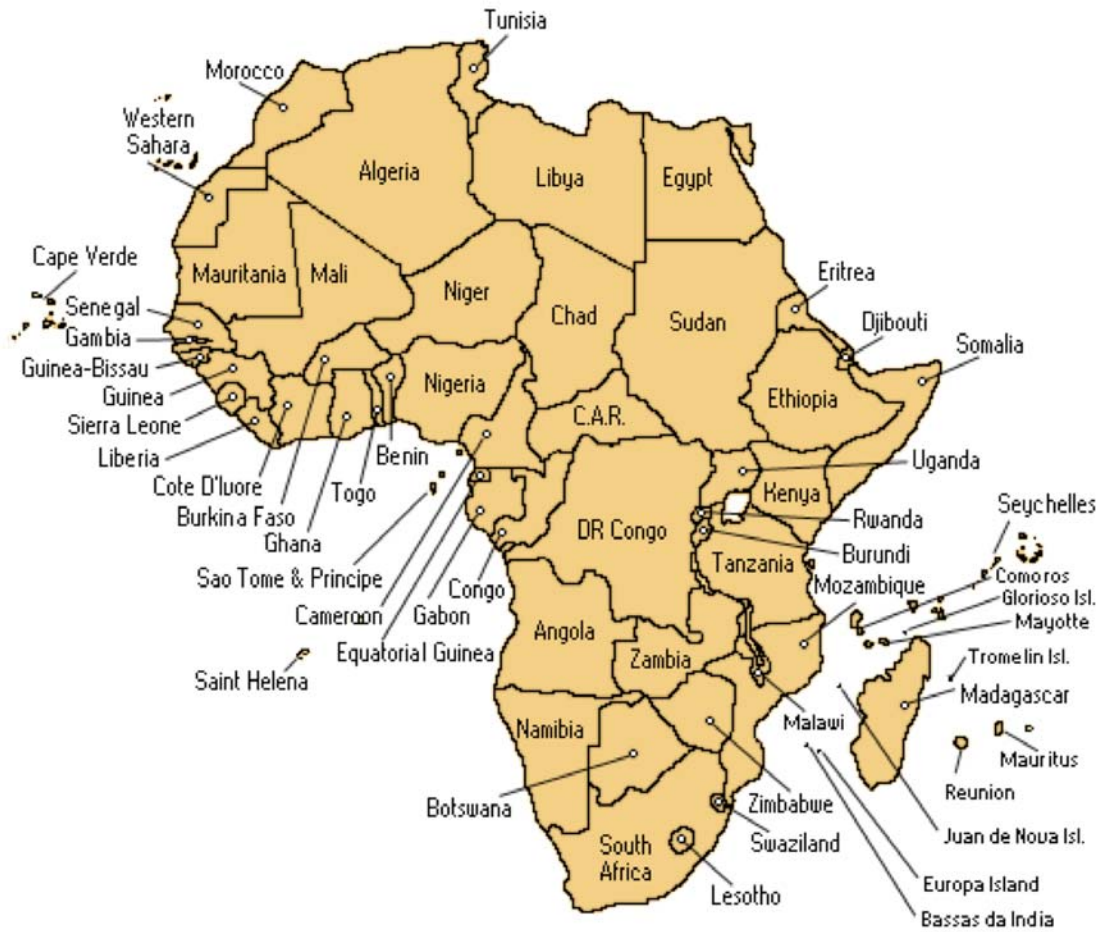 Tunisia
Morocco
Western
Sahara
Algeria
Libya
Egypt
Cape Verde
Mauritania
Mali
Niger
Chad
Sudan
Eritrea
Senegal
Gambia
Djibouti
Somalia
Guinea-Bissau
Guinea
Nigeria
Ethiopia
Sierra Leone
C.A.R.
Liberia
Benin
Uganda
Cote D'Iuore
Togo
Kenya
Burkina Faso
Ghana
Rwanda
Seychelles
DR Congo
Burundi
Sao Tome & Principe
Congo
Tanzania
Mozambique
Comoros
Cameroon
Gabon
Glorioso Isl.
Mayotte
Angola
Equatorial Guinea
Zambia
Tromelin Isl.
Saint Helena
Madagascar
Namibia
Malawi
Mauritus
Reunion
Botswana
Zimbabwe
Swaziland
Juan de Nova Isl.
South
Africa
Lesotho
Europa Island
Bassas da India